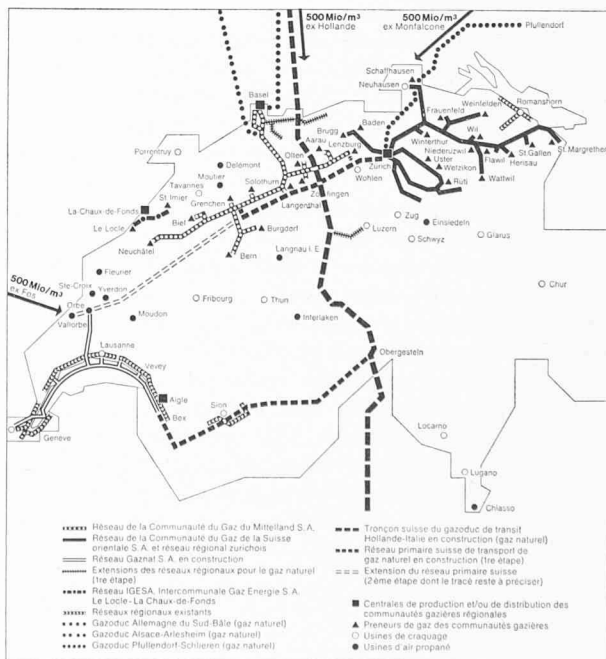 500 Mio/m³
ex Hollande
500 Mio/m³
ex Monfalcone
Pfullendorf
Schaffhausen
Neuhausen
Basel
Frauenfeld
Weinfelden
Romanshorn
Baden
Brugg
Aarau
Lenzburg
Winterthur
Wil
Porrentruy
Olten
Niederuzwil
St.Gallen
St.Margrethen
Delémont
Zürich
Uster
Flawil
Herisau
Moutier
Solothurn
Wohlen
Wetzikon
Tavannes
Zofingen
Rüti
Wattwil
St Imier
Grenchen
Langenthal
La-Chaux-de-Fonds
Zug
Einsiedeln
Le Locle
Biel
Burgdorf
Luzern
Schwyz
Glarus
Neuchâtel
Bern
Langnau i. E
Fleurier
500 Mio/m³
ex Fos
Ste-Croix
Yverdon
Chur
Orbe
Fribourg
Thun
Vallorbe
Moudon
Interlaken
Lausanne
Obergesteln
Vevey
Aigle
Sion
Bex
Genève
Locarno
Lugano
Chiasso
Réseau de la Communauté du Gaz du Mittelland S.A.
Réseau de la Communauté du Gaz de la Suisse
orientale S.A. et réseau régional zurichois
Réseau Gaznat S.A. en construction
Extensions des réseaux régionaux pour le gaz naturel
(1re étape)
Réseau IGESA, Intercommunale Gaz Energie S.A.
Le Locle - La Chaux-de-Fonds
Réseaux régionaux existants
Gazoduc Allemagne du Sud-Bâle (gaz naturel)
Gazoduc Alsace-Arlesheim (gaz naturel)
Gazoduc Pfullendorf-Schlieren (gaz naturel)
Tronçon suisse du gazoduc de transit
Hollande-Italie en construction (gaz naturel)
Réseau primaire suisse de transport de
gaz naturel en construction (1re étape)
Extension du réseau primaire suisse
(2ème étape dont le tracé reste à préciser)
Centrales de production et/ou de distribution des
communautés gazières régionales
Preneurs de gaz des communautés gazières
Usines de craquage
Usines d'air propané